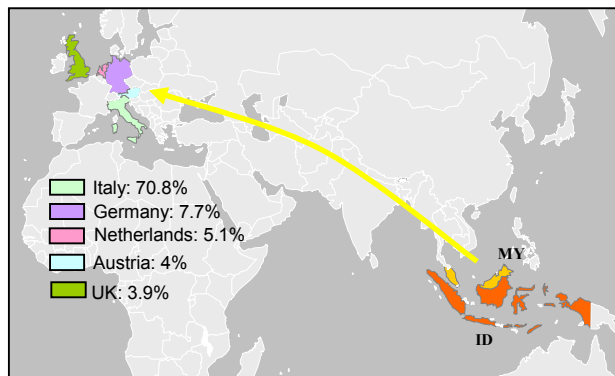 Italy: 70.8%
Germany: 7.7%
Netherlands: 5.1%
Austria: 4%
UK: 3.9%
MY
ID